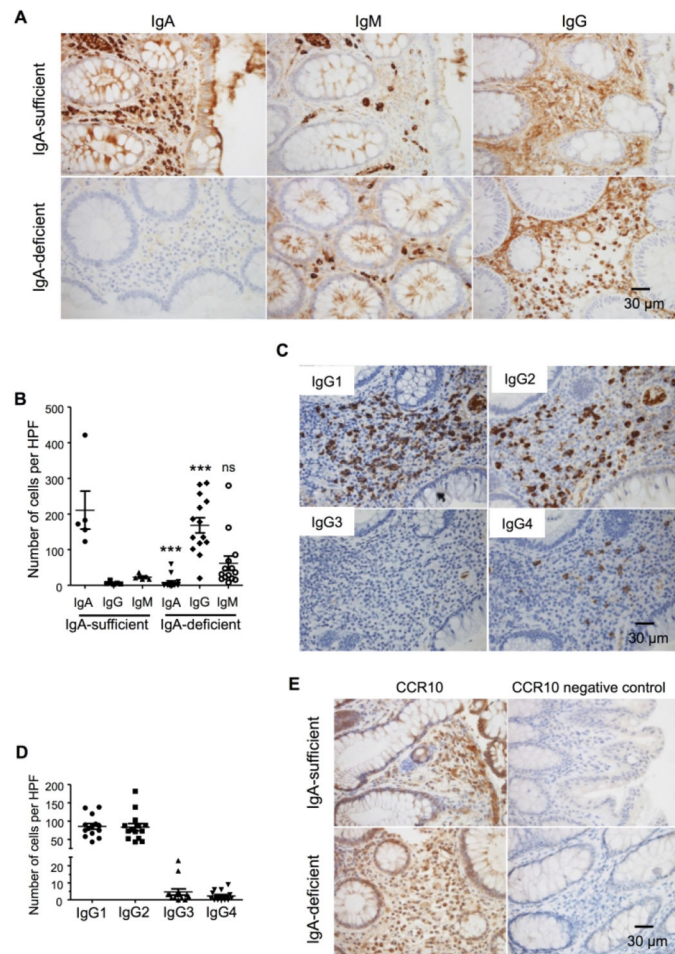 A
IgA IgM IgG
IgA-sufficient
IgA-deficient
30 µm
B
Number of cells per HPF
500
400
300
200
100
0
*** *** ns
IgA IgG IgM IgA IgG IgM
IgA-sufficient IgA-deficient
C
IgG1 IgG2
IgG3 IgG4
30 µm
D
Number of cells per HPF
200
150
100
50
20
10
0
IgG1 IgG2 IgG3 IgG4
E
CCR10 CCR10 negative control
IgA-sufficient
IgA-deficient
30 µm